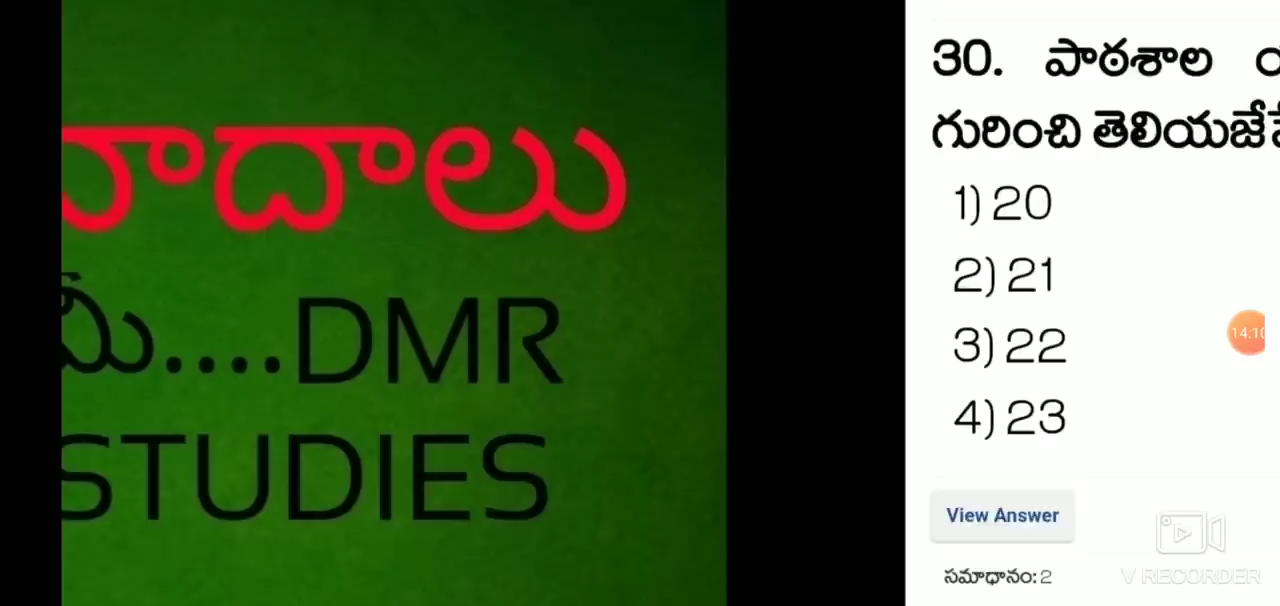 వాదాలు
మీ....DMR
STUDIES
30. పాఠశాల
గురించి తెలియజేసే
1) 20
2) 21
3) 22
4) 23
14:10
View Answer
సమాధానం: 2
V RECORDER